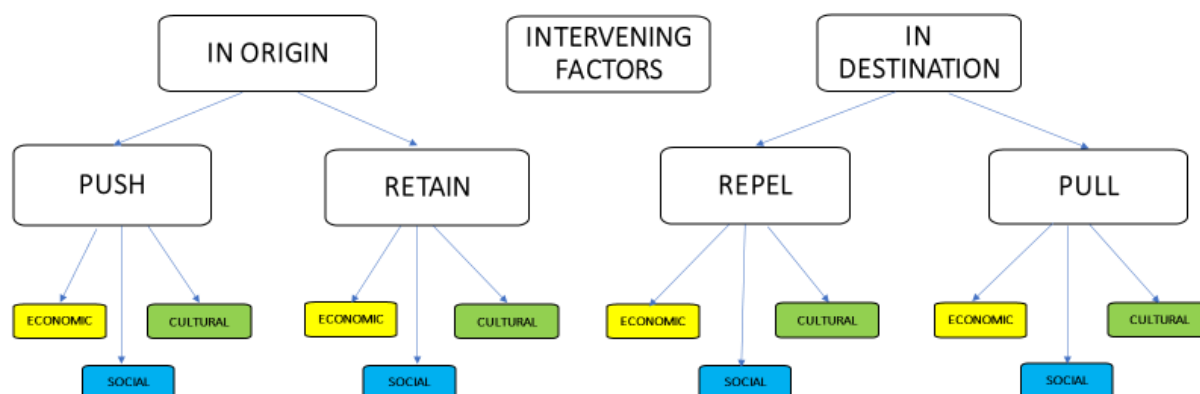 IN ORIGIN
INTERVENING
FACTORS
IN
DESTINATION
PUSH
RETAIN
REPEL
PULL
ECONOMIC
CULTURAL
SOCIAL
ECONOMIC
CULTURAL
SOCIAL
ECONOMIC
CULTURAL
SOCIAL
ECONOMIC
CULTURAL
SOCIAL